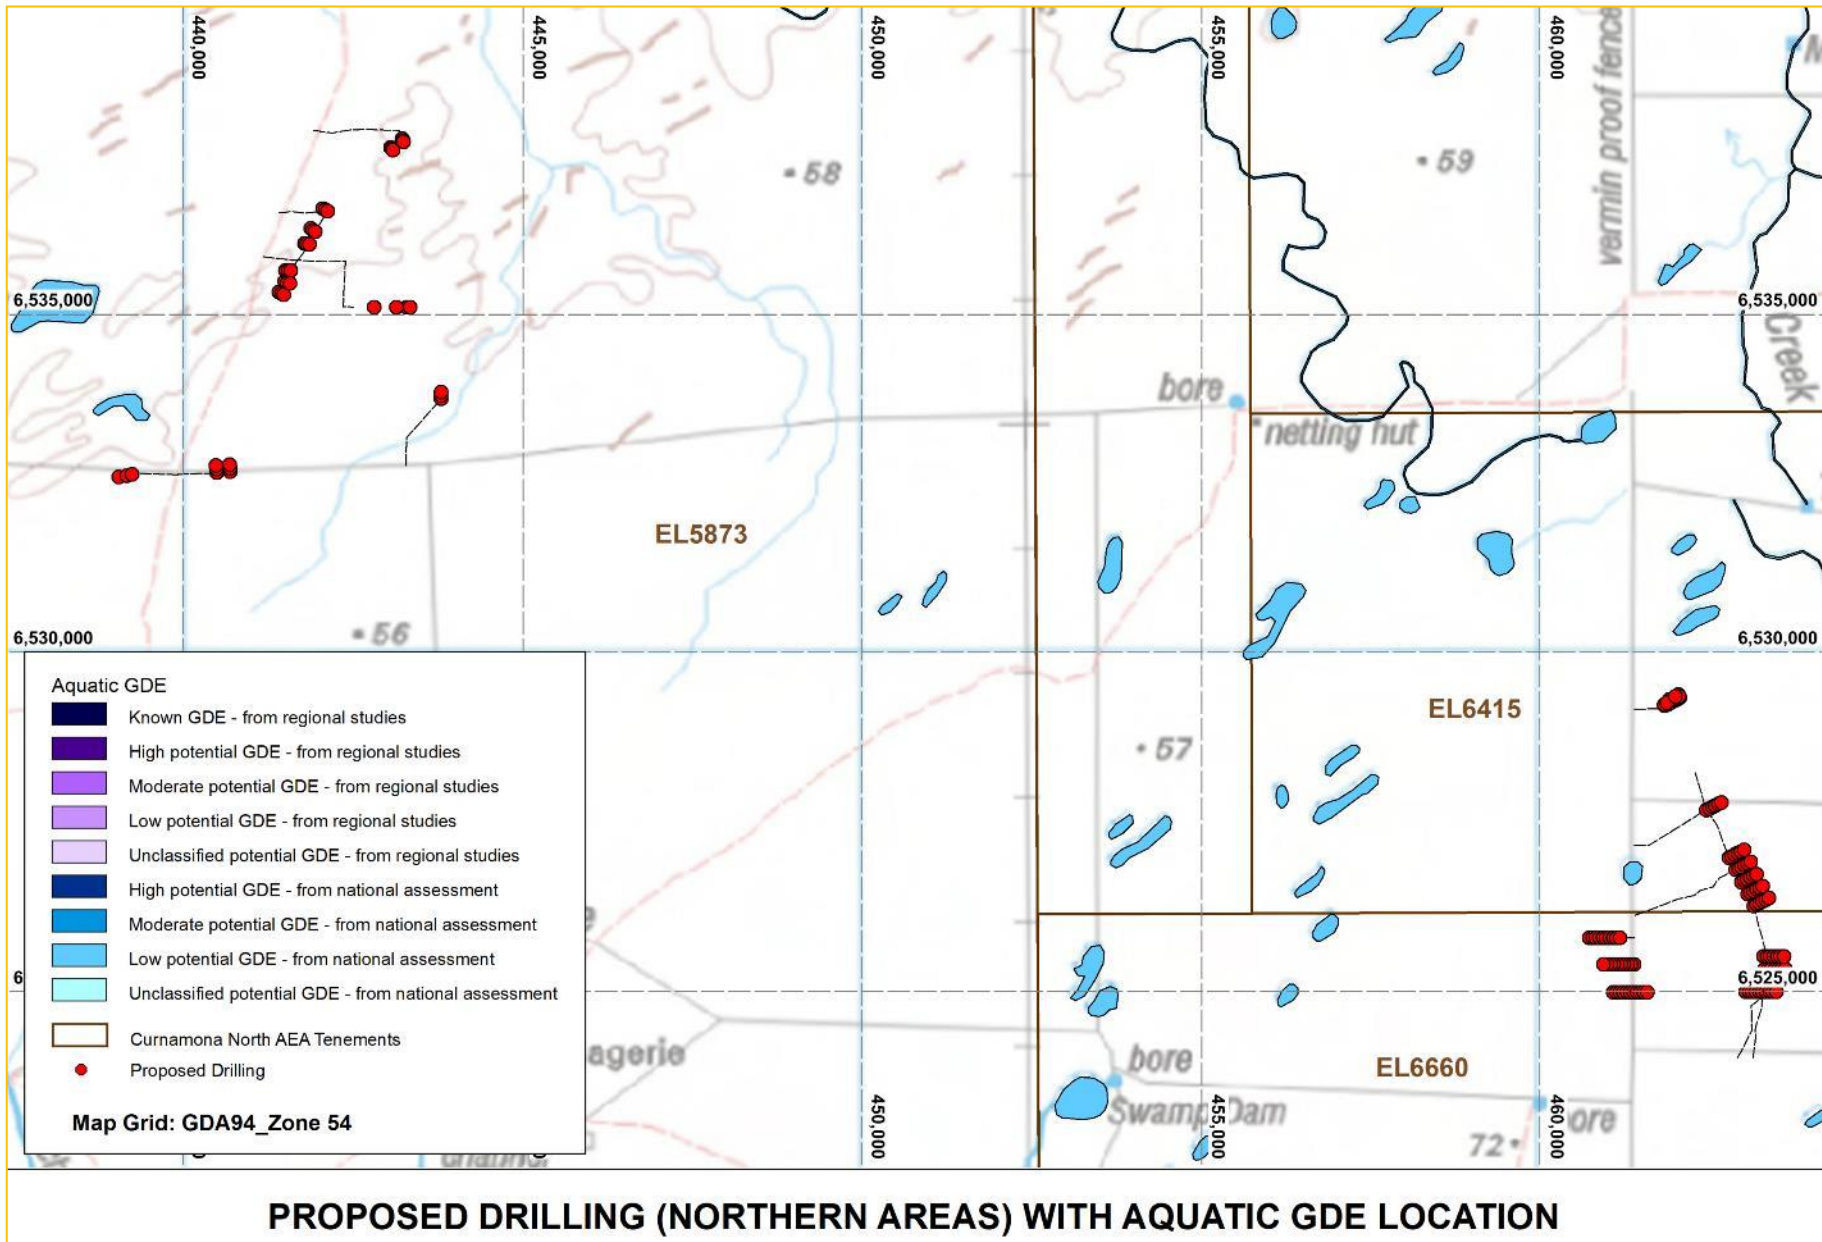 440,000
445,000
450,000
455,000
460,000
vermin proof fence
58
59
6,535,000
6,535,000
Creek
bore
netting hut
EL5873
56
6,530,000
6,530,000
EL6415
57
Aquatic GDE
Known GDE - from regional studies
High potential GDE - from regional studies
Moderate potential GDE - from regional studies
Low potential GDE - from regional studies
Unclassified potential GDE - from regional studies
High potential GDE - from national assessment
Moderate potential GDE - from national assessment
Low potential GDE - from national assessment
Unclassified potential GDE - from national assessment
Curnamona North AEA Tenements
Proposed Drilling
Map Grid: GDA94_Zone 54
6,525,000
agerie
bore
EL6660
Swamp Dam
ore
72
450,000
455,000
460,000
PROPOSED DRILLING (NORTHERN AREAS) WITH AQUATIC GDE LOCATION